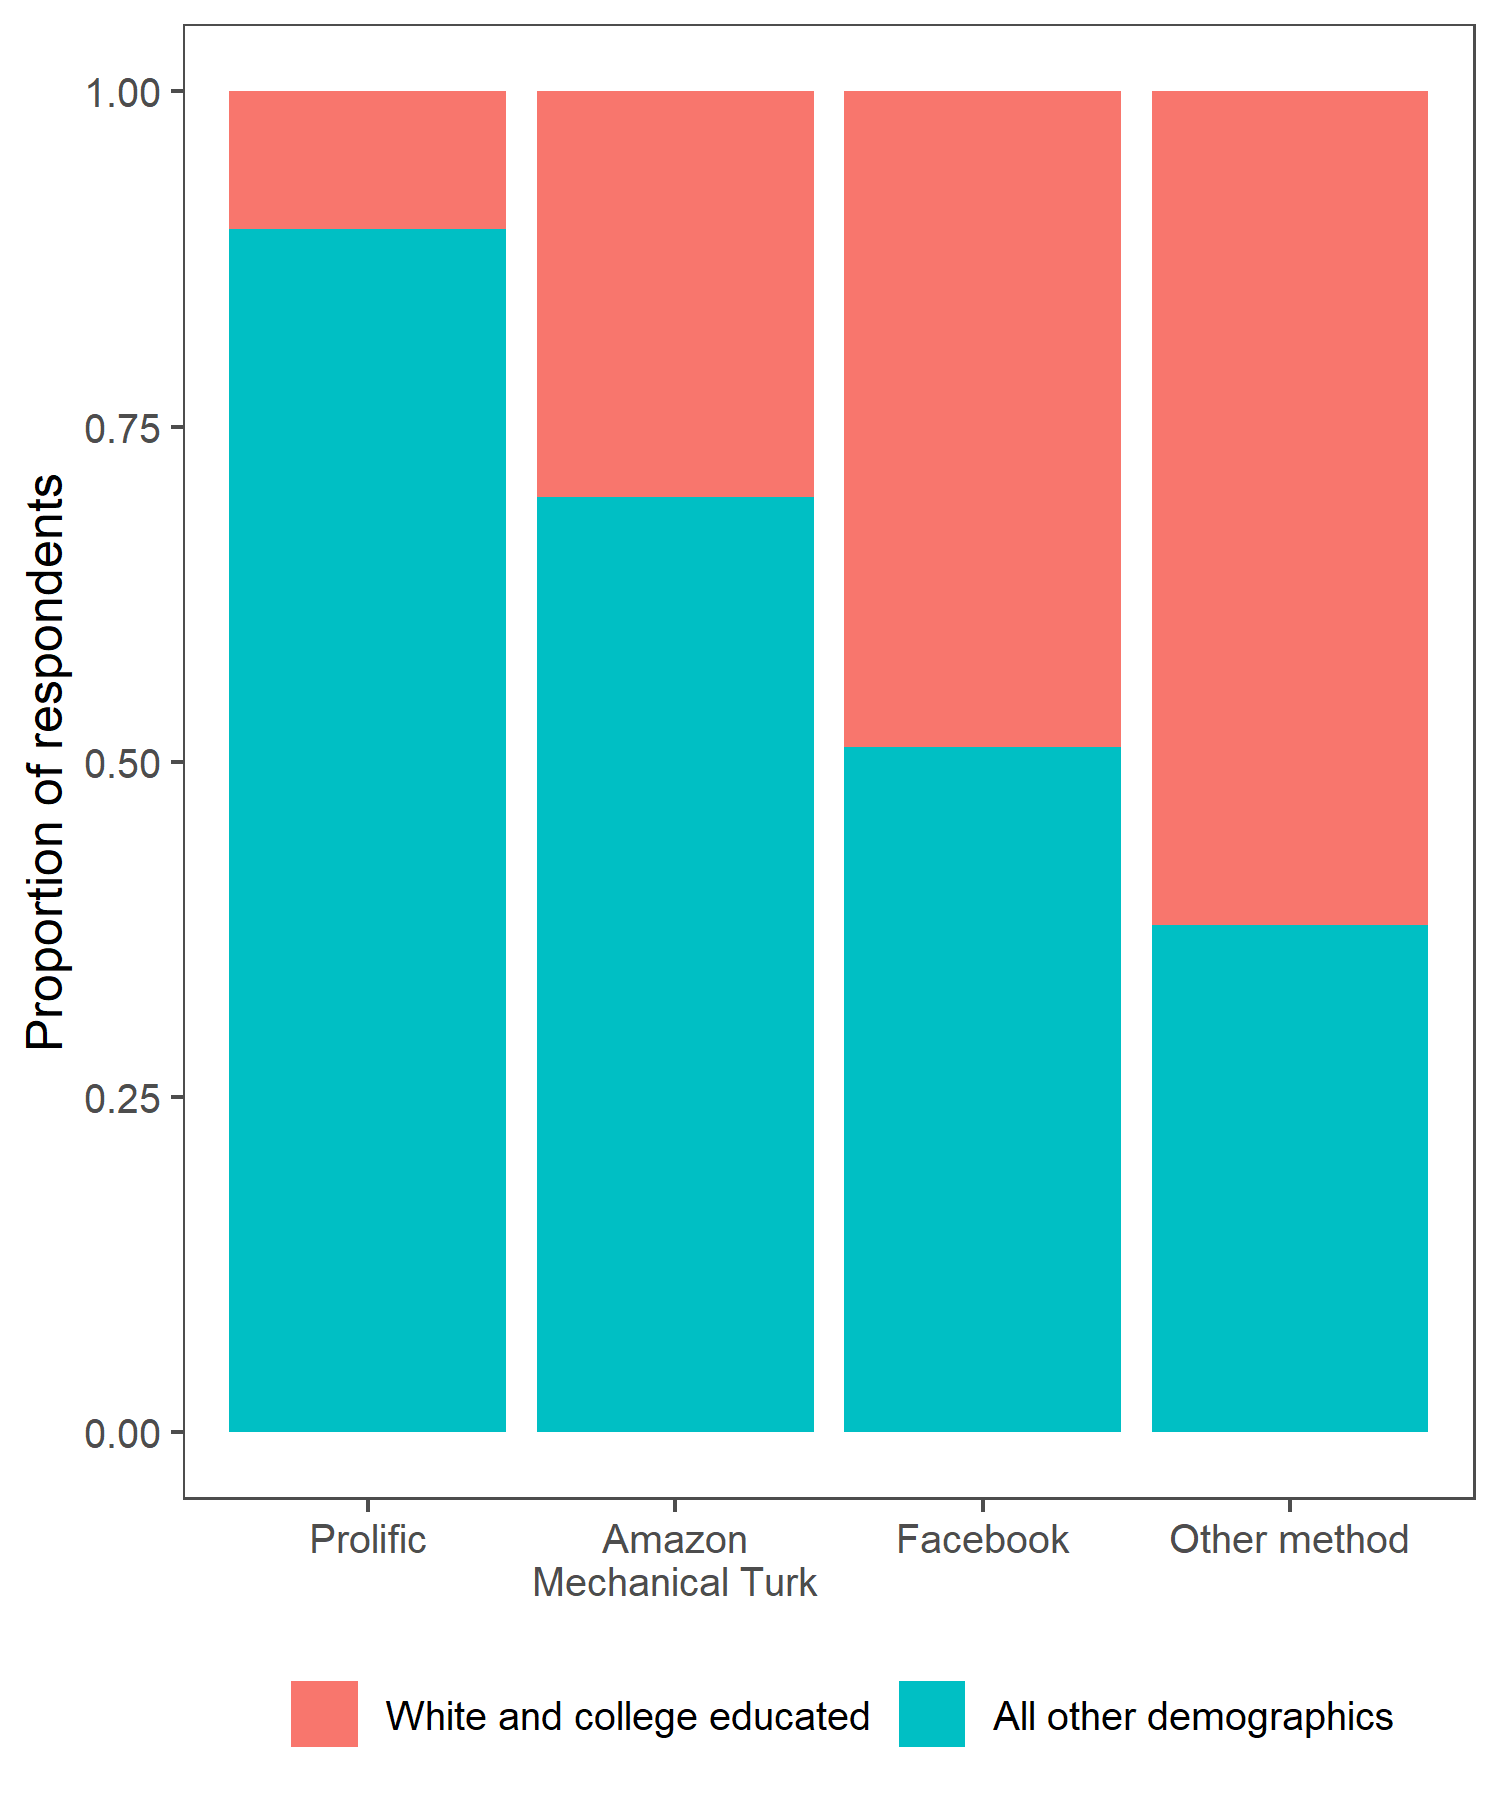 Proportion of respondents
1.00
0.75
0.50
0.25
0.00
Prolific
Amazon
Mechanical Turk
Facebook
Other method
White and college educated
All other demographics